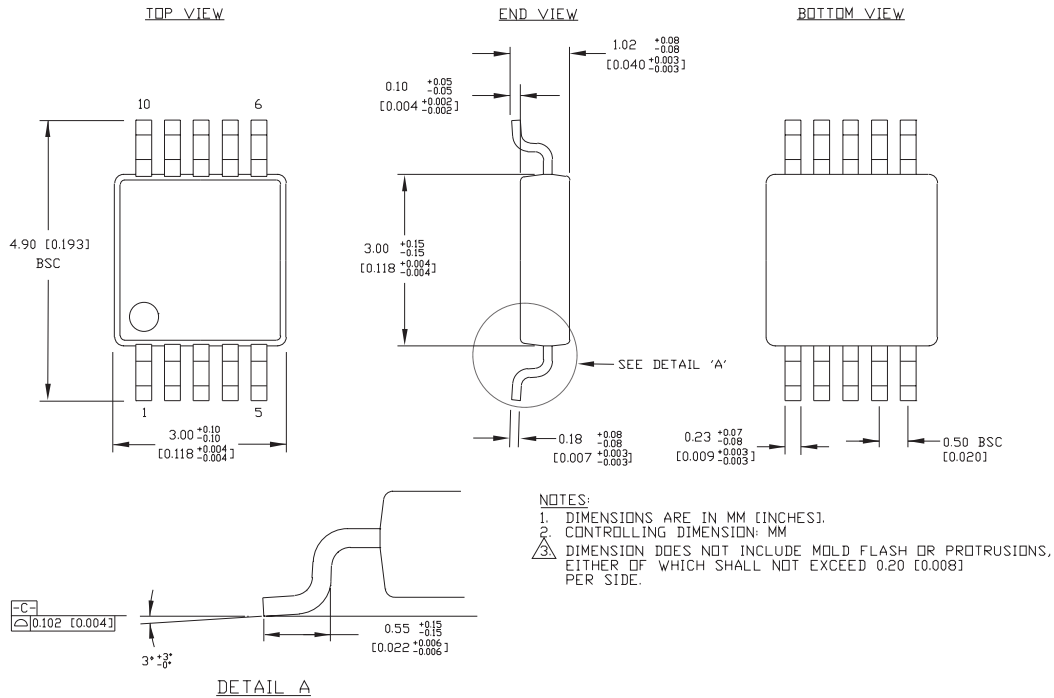 TOP VIEW
END VIEW
BOTTOM VIEW
1.02 +0.08 -0.08
[0.040 +0.003 -0.003]
0.10 +0.05 -0.05
[0.004 +0.002 -0.002]
10 6
4.90 [0.193]
BSC
3.00 +0.15 -0.15
[0.118 +0.004 -0.004]
SEE DETAIL 'A'
1 5
3.00 +0.10 -0.10
[0.118 +0.004 -0.004]
0.18 +0.08 -0.08
[0.007 +0.003 -0.003]
0.23 +0.07 -0.08
[0.009 +0.003 -0.003]
0.50 BSC
[0.020]
NOTES:
1. DIMENSIONS ARE IN MM [INCHES].
2. CONTROLLING DIMENSION: MM
3. DIMENSION DOES NOT INCLUDE MOLD FLASH OR PROTRUSIONS,
EITHER OF WHICH SHALL NOT EXCEED 0.20 [0.008]
PER SIDE.
-C-
0.102 [0.004]
3° +3° -0°
0.55 +0.15 -0.15
[0.022 +0.006 -0.006]
DETAIL A